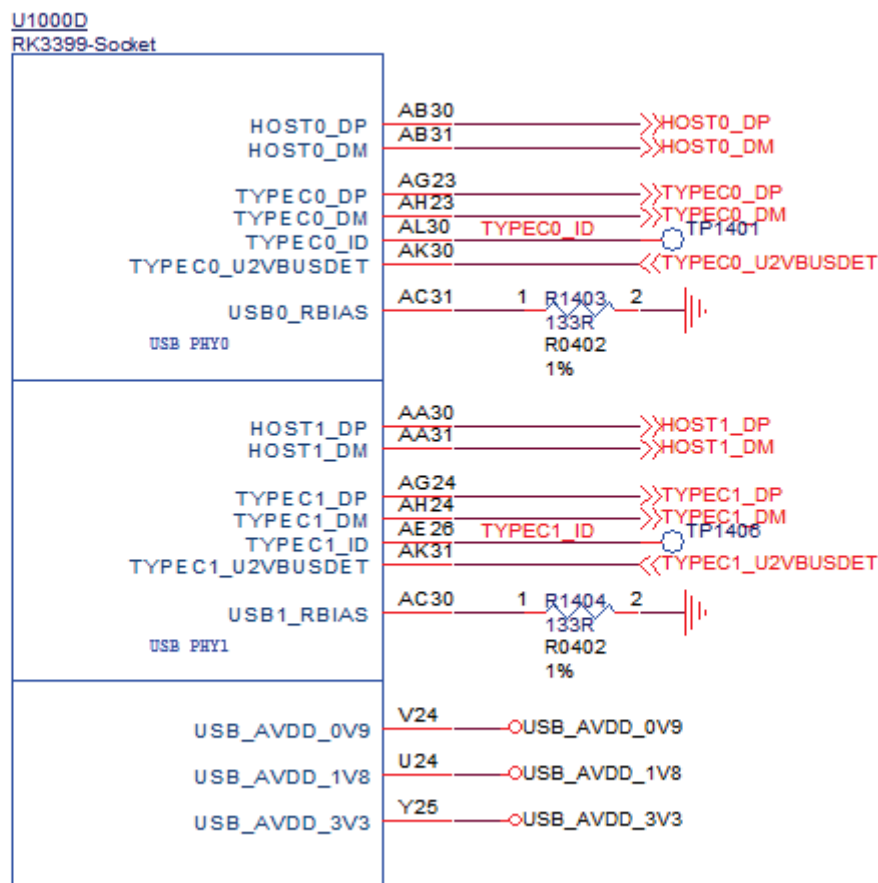 U1000D
RK3399-Socket
HOST0_DP AB30 HOST0_DP
HOST0_DM AB31 HOST0_DM
TYPEC0_DP AG23 TYPEC0_DP
TYPEC0_DM AH23 TYPEC0_DM
TYPEC0_ID AL30 TYPEC0_ID TP1401
TYPEC0_U2VBUSDET AK30 TYPEC0_U2VBUSDET
USB0_RBIAS AC31 1 R1403 2
133R
USB PHY0 R0402
1%
HOST1_DP AA30 HOST1_DP
HOST1_DM AA31 HOST1_DM
TYPEC1_DP AG24 TYPEC1_DP
TYPEC1_DM AH24 TYPEC1_DM
TYPEC1_ID AE26 TYPEC1_ID TP1406
TYPEC1_U2VBUSDET AK31 TYPEC1_U2VBUSDET
USB1_RBIAS AC30 1 R1404 2
133R
USB PHY1 R0402
1%
USB_AVDD_0V9 V24 USB_AVDD_0V9
USB_AVDD_1V8 U24 USB_AVDD_1V8
USB_AVDD_3V3 Y25 USB_AVDD_3V3